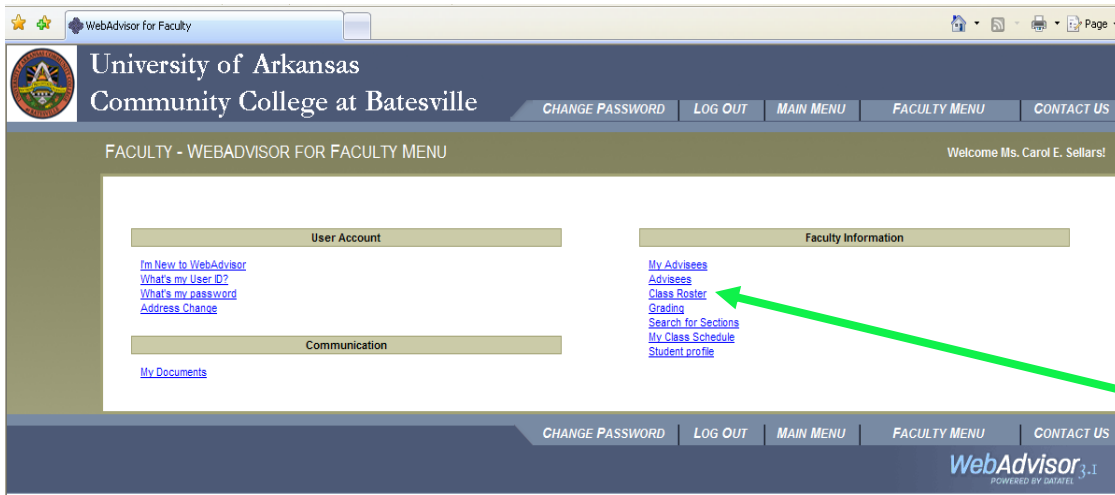 WebAdvisor for Faculty
Page
University of Arkansas
Community College at Batesville
CHANGE PASSWORD LOG OUT MAIN MENU FACULTY MENU CONTACT US
FACULTY - WEBADVISOR FOR FACULTY MENU
Welcome Ms. Carol E. Sellars!
User Account
I'm New to WebAdvisor
What's my User ID?
What's my password
Address Change
Communication
My Documents
Faculty Information
My Advisees
Advisees
Class Roster
Grading
Search for Sections
My Class Schedule
Student profile
CHANGE PASSWORD LOG OUT MAIN MENU FACULTY MENU CONTACT US
WebAdvisor 3.1
POWERED BY DATATEL